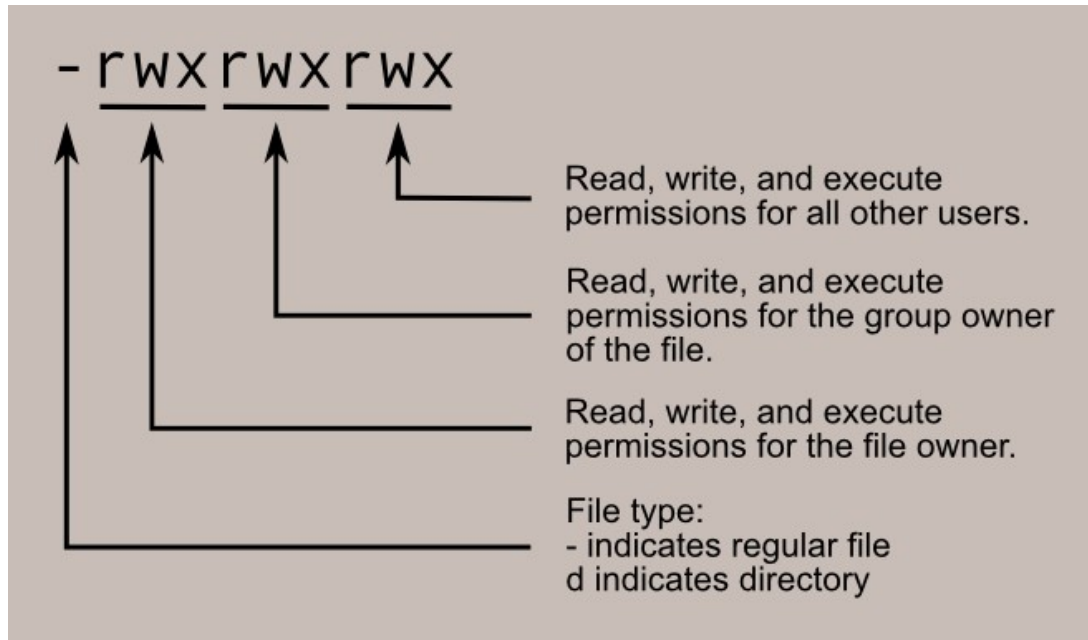 -rwxrwxrwx
Read, write, and execute
permissions for all other users.
Read, write, and execute
permissions for the group owner
of the file.
Read, write, and execute
permissions for the file owner.
File type:
- indicates regular file
d indicates directory